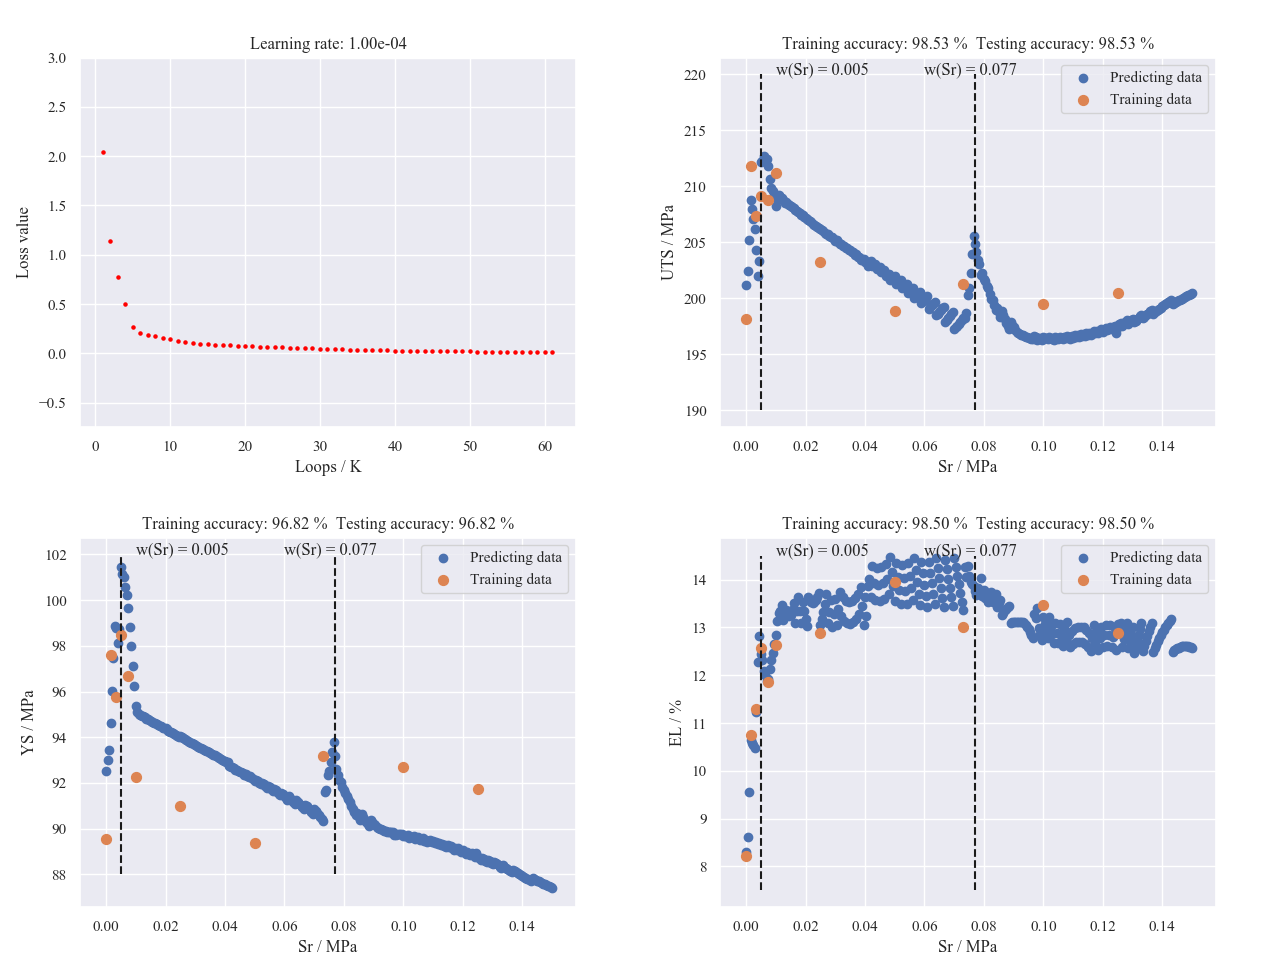 Learning rate: 1.00e-04
3.0
2.5
2.0
1.5
1.0
0.5
0.0
−0.5
Loss value
0 10 20 30 40 50 60
Loops / K
Training accuracy: 98.53 % Testing accuracy: 98.53 %
w(Sr) = 0.005 w(Sr) = 0.077
Predicting data
Training data
220
215
210
205
200
195
190
UTS / MPa
0.00 0.02 0.04 0.06 0.08 0.10 0.12 0.14
Sr / MPa
Training accuracy: 96.82 % Testing accuracy: 96.82 %
w(Sr) = 0.005 w(Sr) = 0.077
Predicting data
Training data
102
100
98
96
94
92
90
88
YS / MPa
0.00 0.02 0.04 0.06 0.08 0.10 0.12 0.14
Sr / MPa
Training accuracy: 98.50 % Testing accuracy: 98.50 %
w(Sr) = 0.005 w(Sr) = 0.077
Predicting data
Training data
14
13
12
11
10
9
8
EL / %
0.00 0.02 0.04 0.06 0.08 0.10 0.12 0.14
Sr / MPa